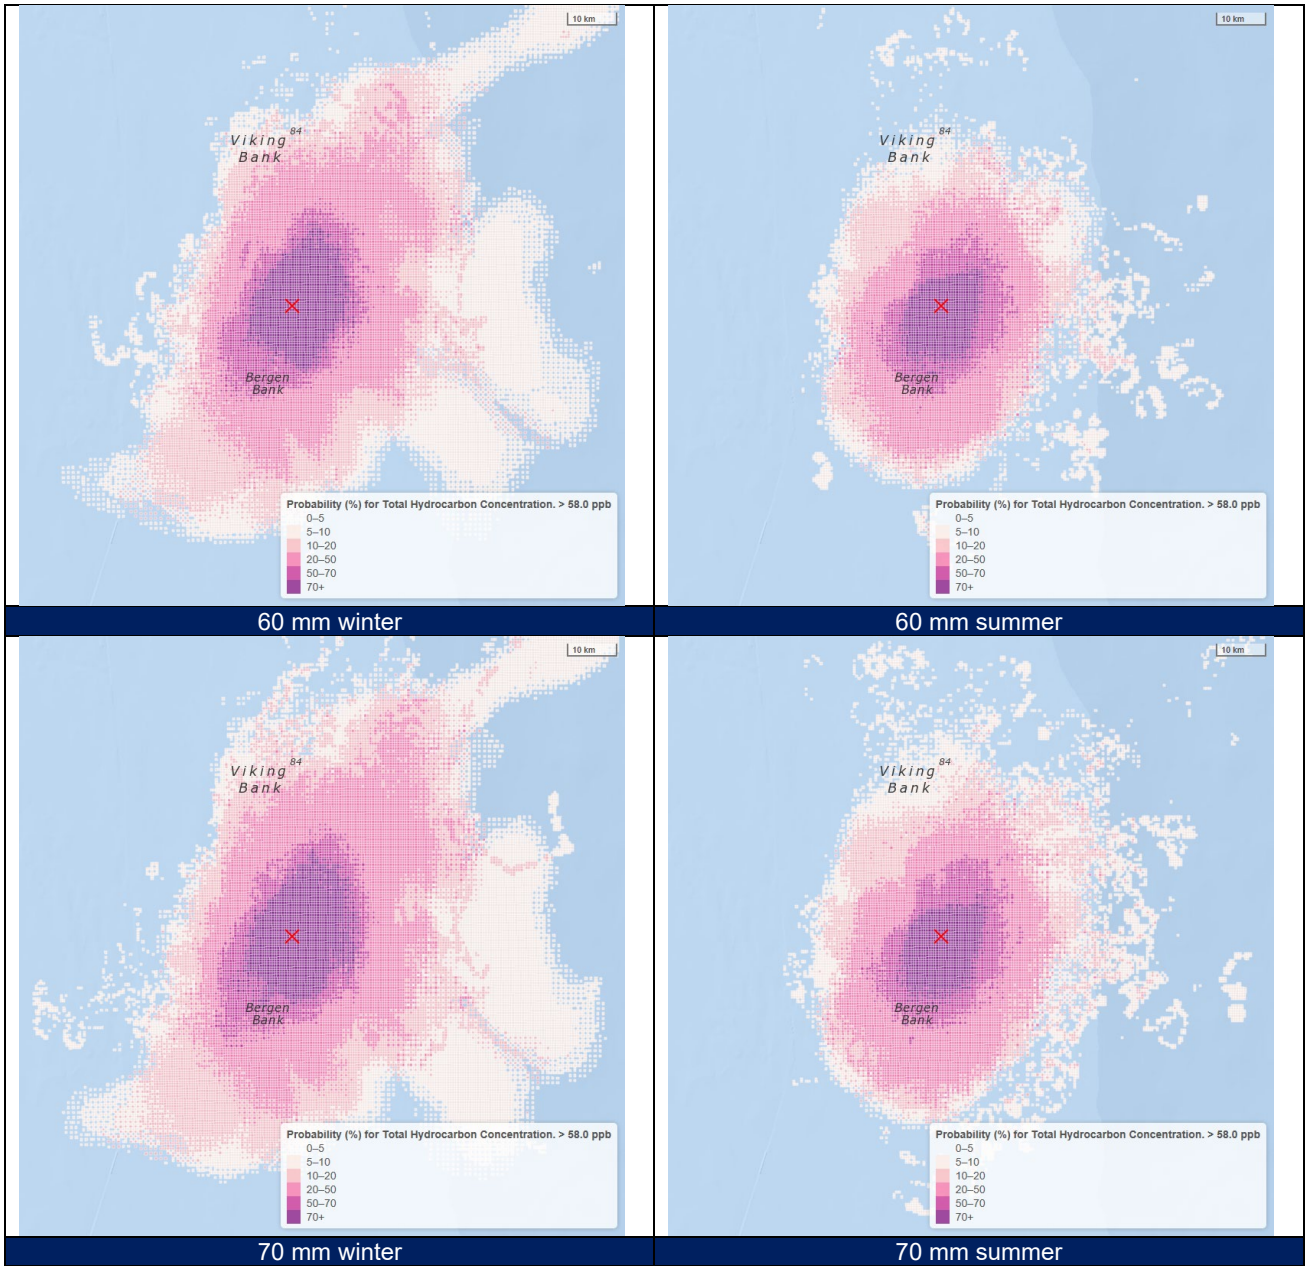 10 km
84
Viking
Bank
Bergen
Bank
Probability (%) for Total Hydrocarbon Concentration. > 58.0 ppb
0–5
5–10
10–20
20–50
50–70
70+
10 km
84
Viking
Bank
Bergen
Bank
Probability (%) for Total Hydrocarbon Concentration. > 58.0 ppb
0–5
5–10
10–20
20–50
50–70
70+
60 mm winter
60 mm summer
10 km
84
Viking
Bank
Bergen
Bank
Probability (%) for Total Hydrocarbon Concentration. > 58.0 ppb
0–5
5–10
10–20
20–50
50–70
70+
10 km
84
Viking
Bank
Bergen
Bank
Probability (%) for Total Hydrocarbon Concentration. > 58.0 ppb
0–5
5–10
10–20
20–50
50–70
70+
70 mm winter
70 mm summer